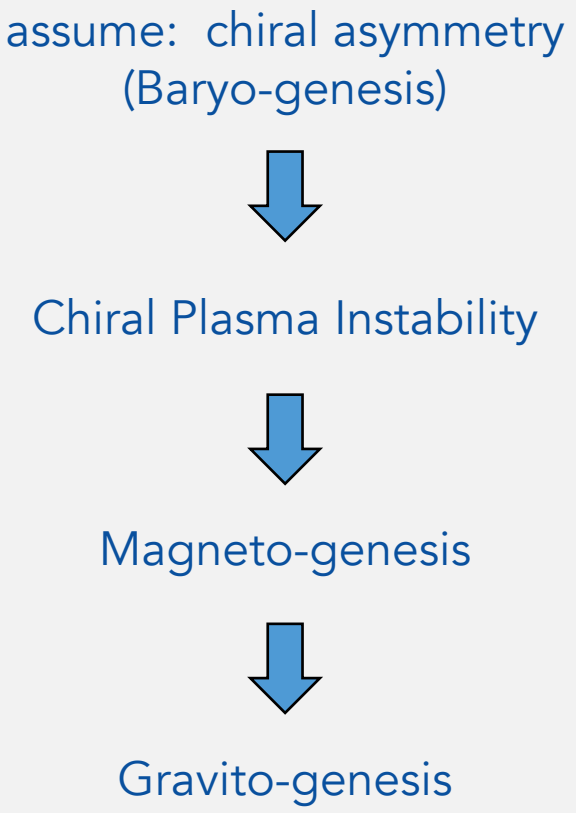 assume: chiral asymmetry
(Baryo-genesis)
Chiral Plasma Instability
Magneto-genesis
Gravito-genesis